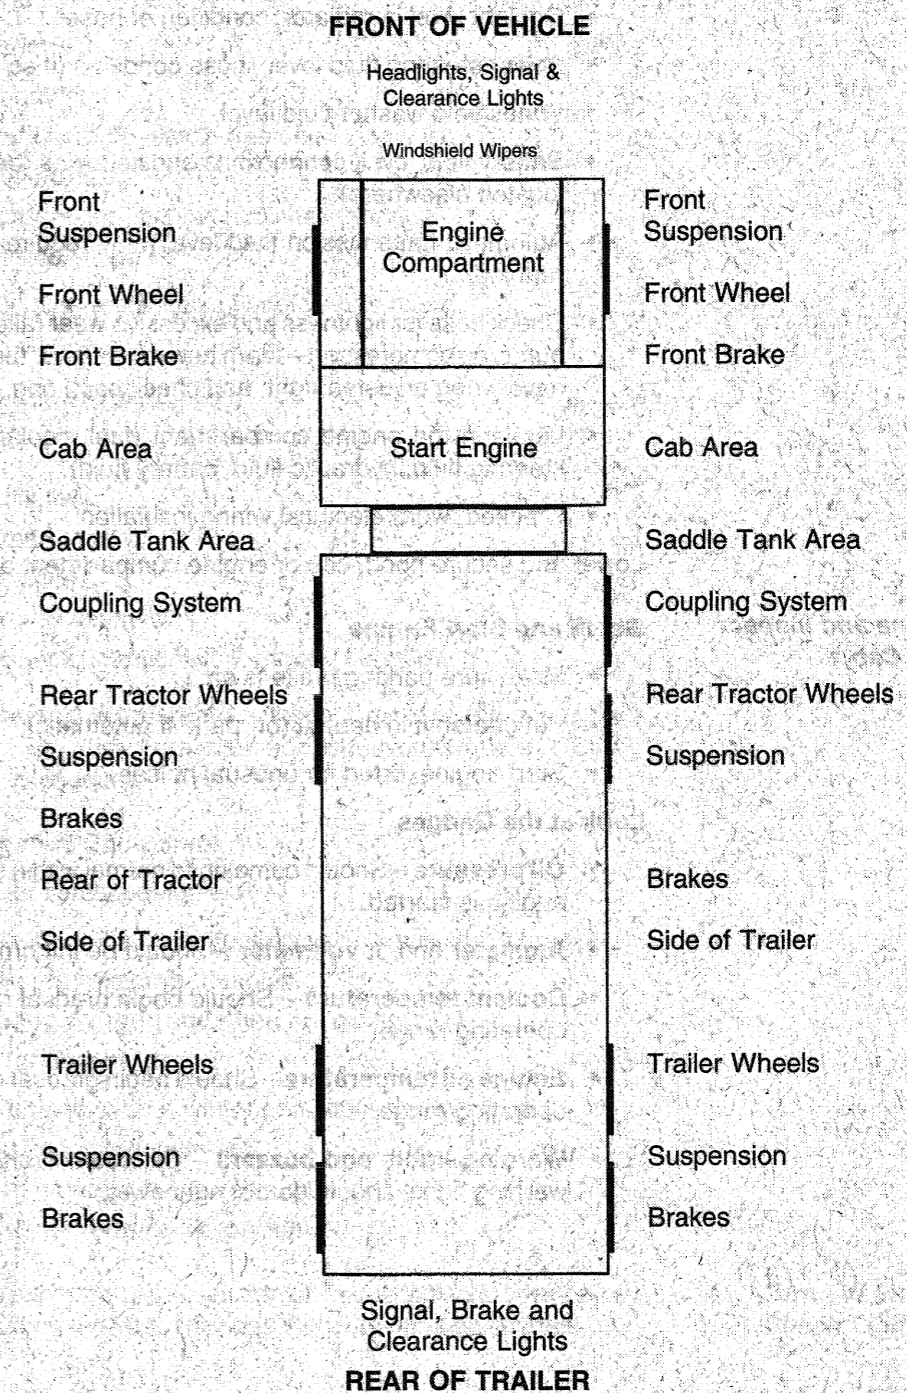 FRONT OF VEHICLE
Headlights, Signal &
Clearance Lights
Windshield Wipers
Front
Suspension
Front Wheel
Front Brake
Cab Area
Saddle Tank Area
Coupling System
Rear Tractor Wheels
Suspension
Brakes
Rear of Tractor
Side of Trailer
Trailer Wheels
Suspension
Brakes
Engine
Compartment
Start Engine
Front
Suspension
Front Wheel
Front Brake
Cab Area
Saddle Tank Area
Coupling System
Rear Tractor Wheels
Suspension
Brakes
Side of Trailer
Trailer Wheels
Suspension
Brakes
Signal, Brake and
Clearance Lights
REAR OF TRAILER